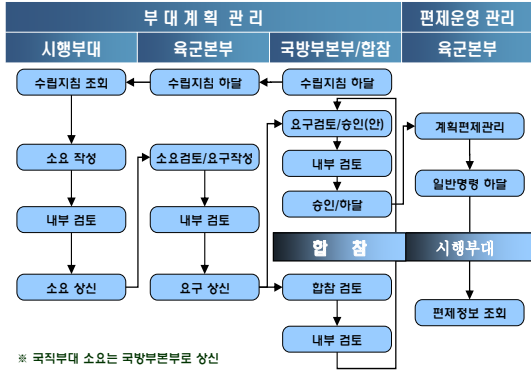 부대계획 관리
편제운영 관리
시행부대
육군본부
국방부본부/합참
육군본부
수립지침 조회
수립지침 하달
수립지침 하달
요구검토/승인(안)
계획편제관리
소요 작성
소요검토/요구작성
내부 검토
일반명령 하달
승인/하달
내부 검토
내부 검토
합 참
시행부대
소요 상신
요구 상신
합참 검토
편제정보 조회
내부 검토
※ 국직부대 소요는 국방부본부로 상신